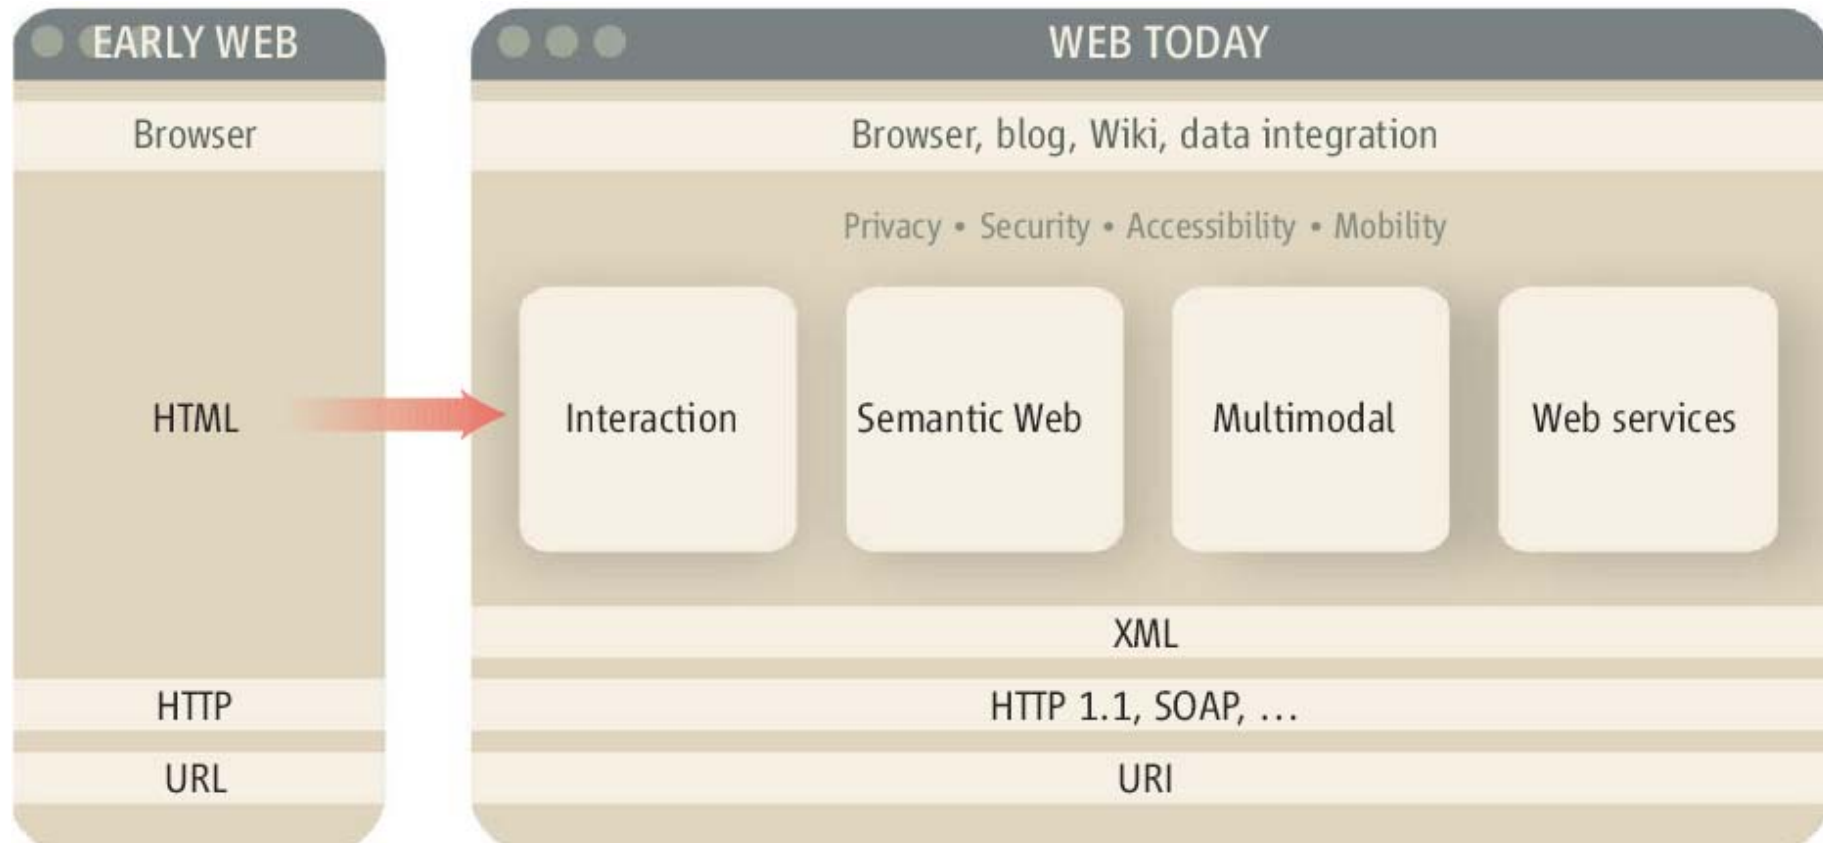 EARLY WEB
Browser
HTML
HTTP
URL
WEB TODAY
Browser, blog, Wiki, data integration
Privacy • Security • Accessibility • Mobility
Interaction
Semantic Web
Multimodal
Web services
XML
HTTP 1.1, SOAP, ...
URI